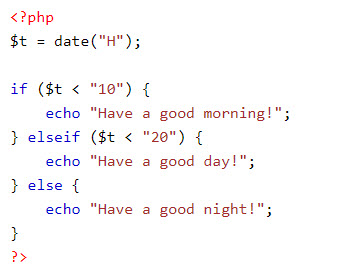 <?php
$t = date("H");

if ($t < "10") {
    echo "Have a good morning!";
} elseif ($t < "20") {
    echo "Have a good day!";
} else {
    echo "Have a good night!";
}
?>